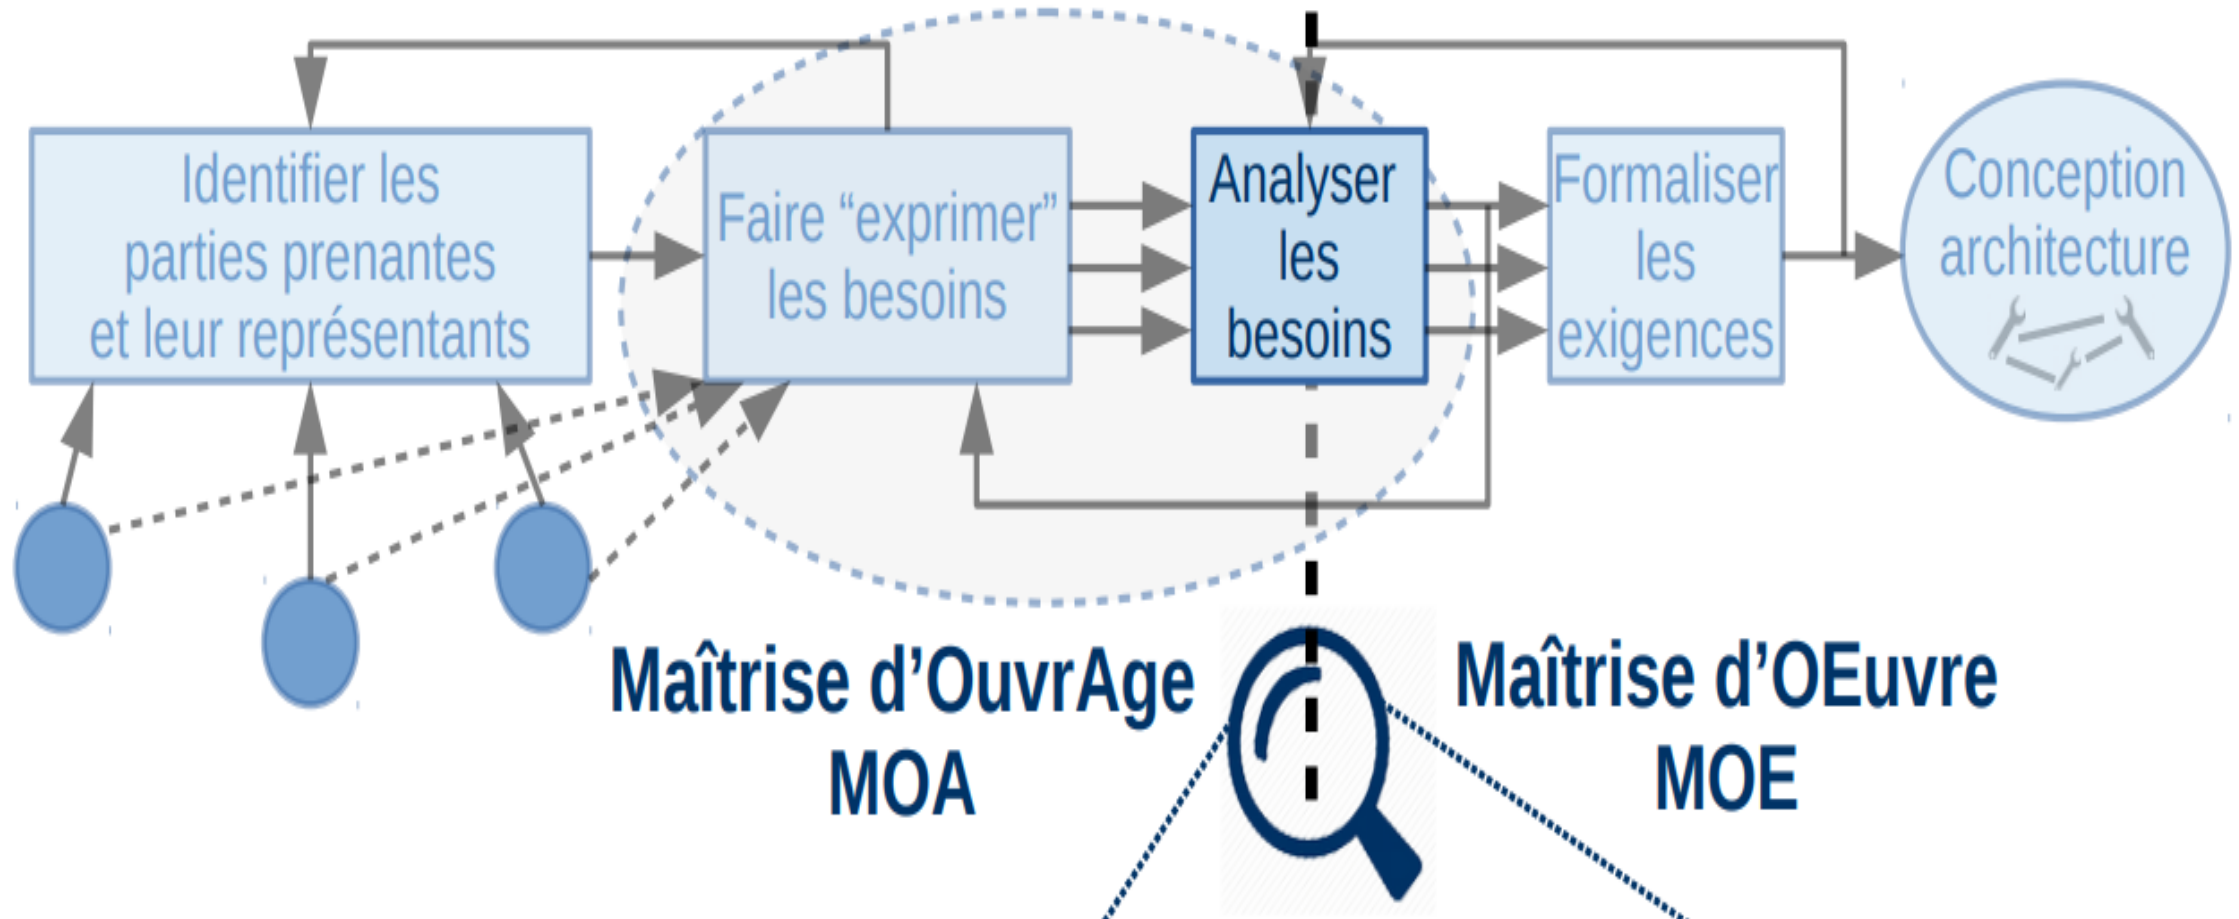 Identifier les
parties prenantes
et leur représentants
Faire “exprimer”
les besoins
Analyser
les
besoins
Formaliser
les
exigences
Conception
architecture
Maîtrise d’OuvrAge
MOA
Maîtrise d’OEuvre
MOE